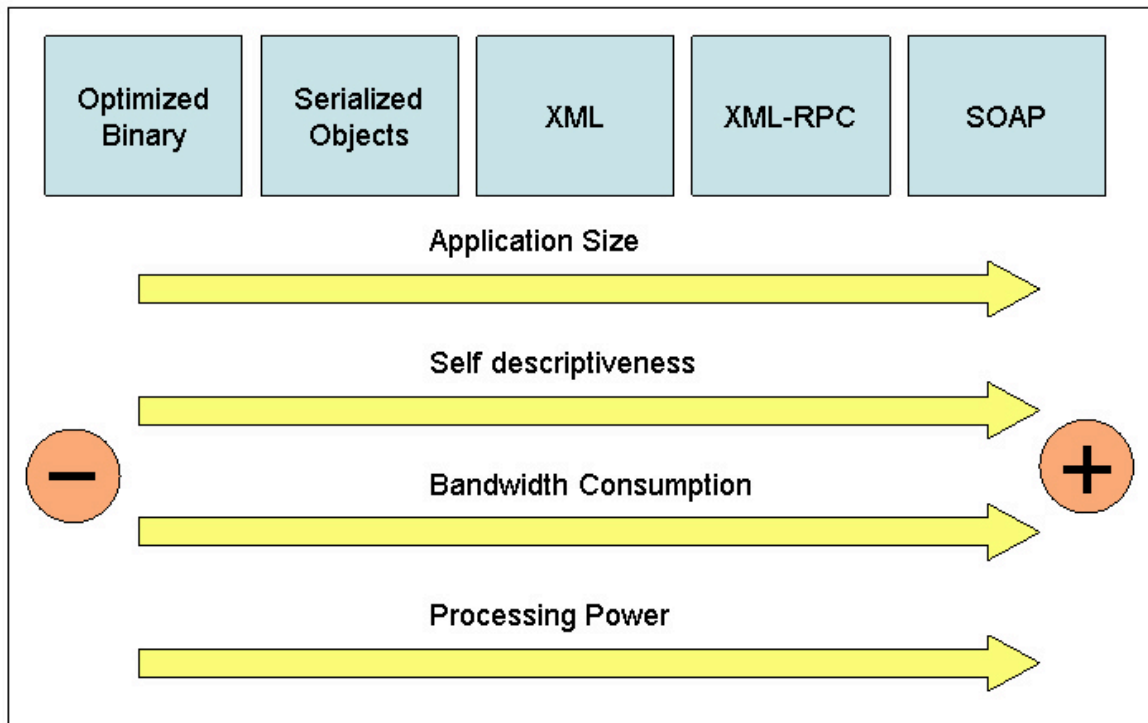 Optimized
Binary
Serialized
Objects
XML
XML-RPC
SOAP
Application Size
Self descriptiveness
Bandwidth Consumption
Processing Power